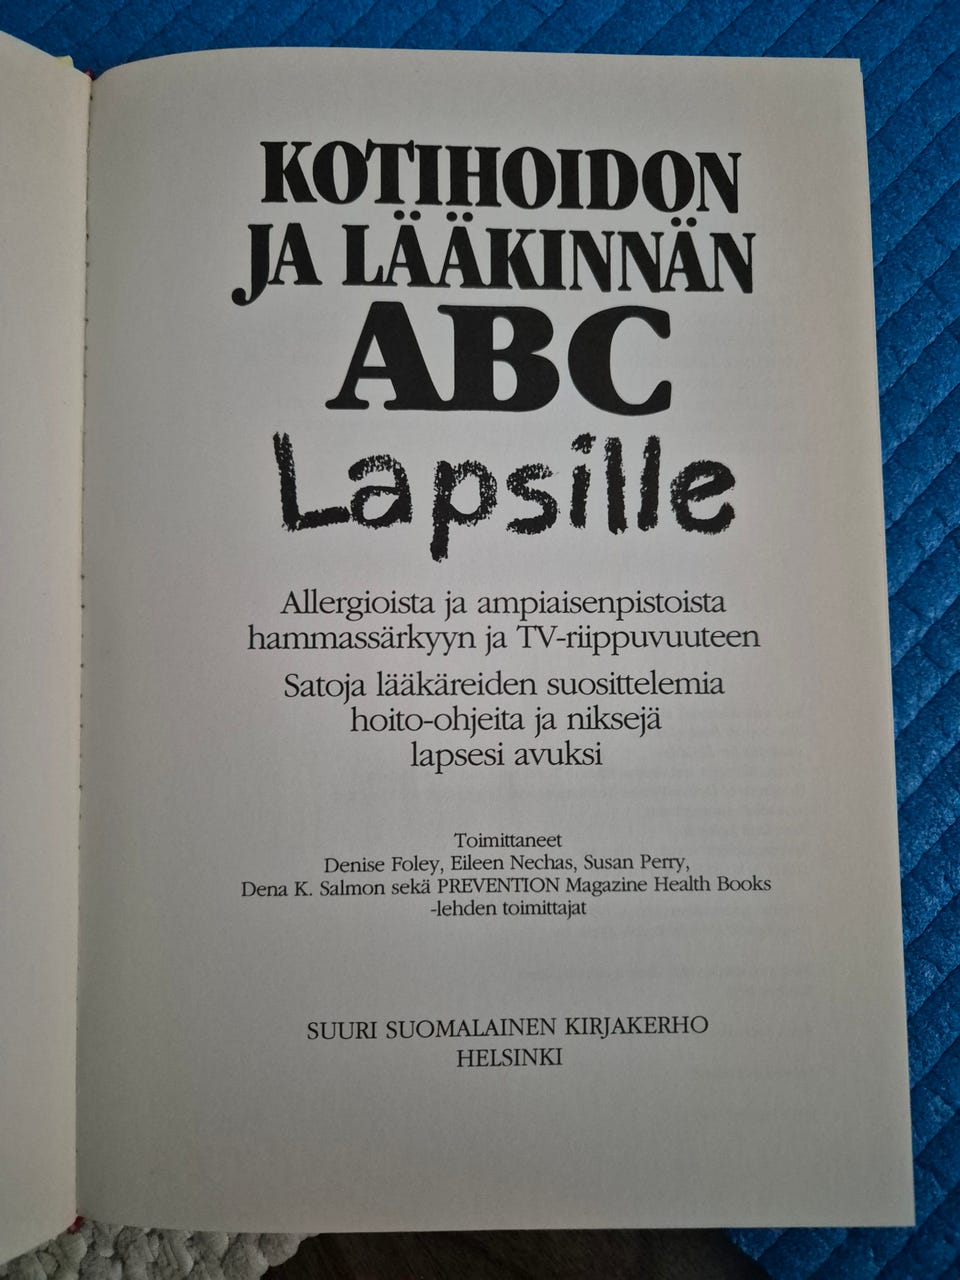 KOTIHOIDON
JA LÄÄKINNÄN
ABC
Lapsille
Allergioista ja ampiaisenpistoista
hammassärkyyn ja TV-riippuvuuteen
Satoja lääkäreiden suosittelemia
hoito-ohjeita ja niksejä
lapsesi avuksi
Toimittaneet
Denise Foley, Eileen Nechas, Susan Perry,
Dena K. Salmon sekä PREVENTION Magazine Health Books
-lehden toimittajat
SUURI SUOMALAINEN KIRJAKERHO
HELSINKI